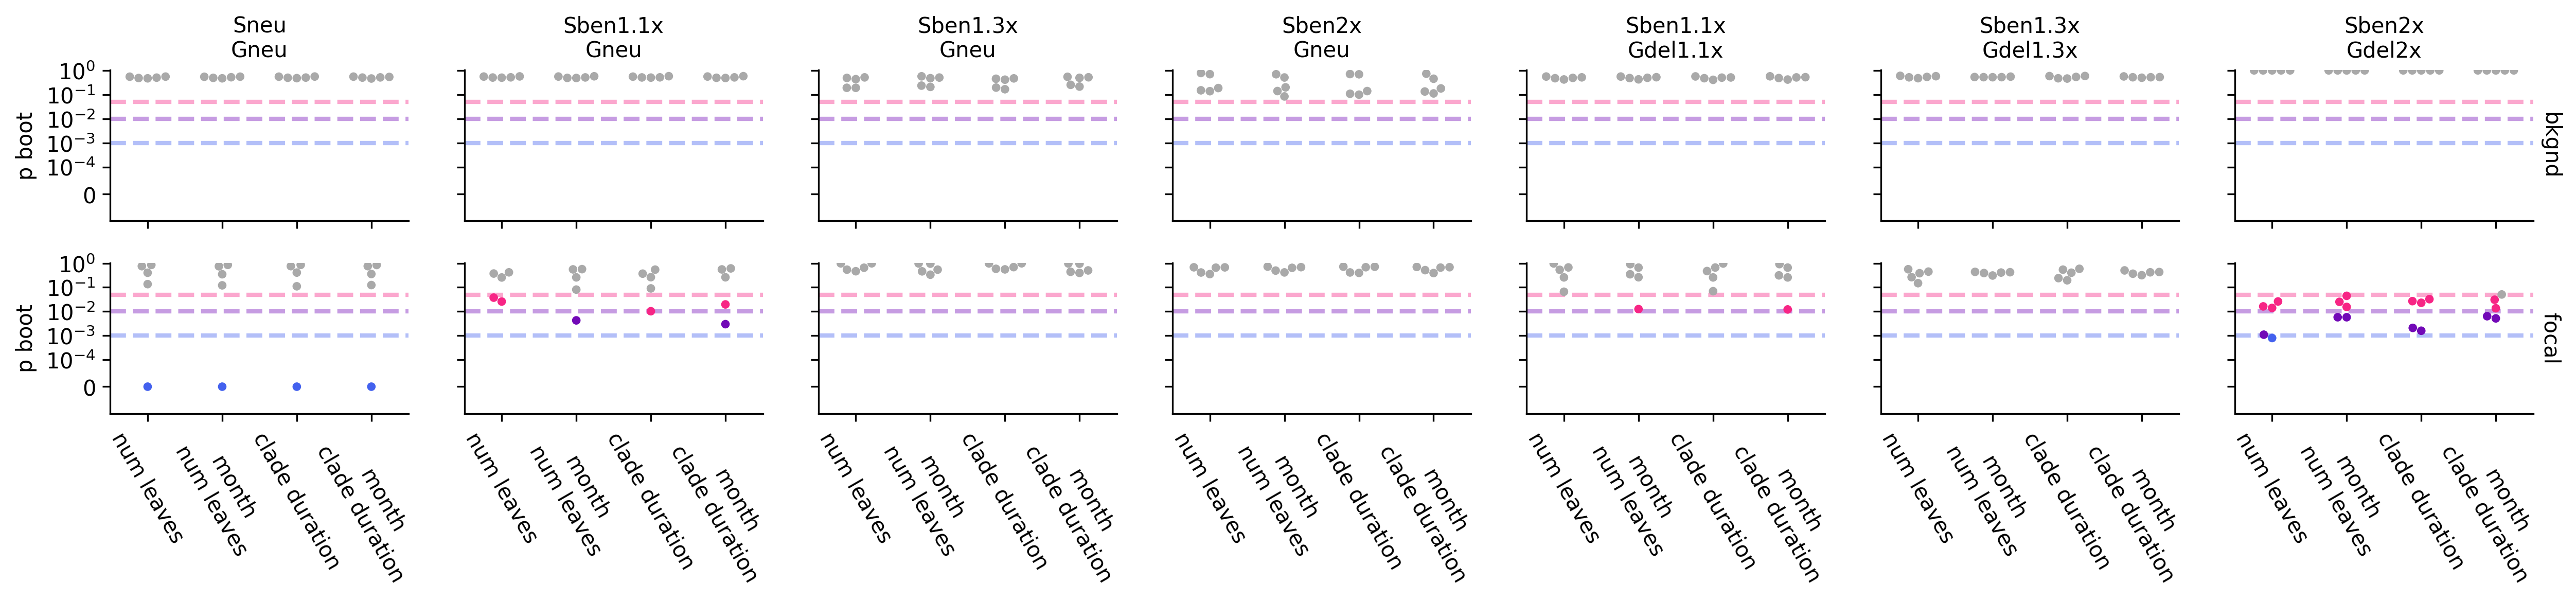 Sneu
Gneu
Sben1.1x
Gneu
Sben1.3x
Gneu
Sben2x
Gneu
Sben1.1x
Gdel1.1x
Sben1.3x
Gdel1.3x
Sben2x
Gdel2x
p boot
10^0
10^-1
10^-2
10^-3
10^-4
0
bkgnd
p boot
10^0
10^-1
10^-2
10^-3
10^-4
0
focal
num leaves
month
num leaves
clade duration
month
clade duration
num leaves
month
num leaves
clade duration
month
clade duration
num leaves
month
num leaves
clade duration
month
clade duration
num leaves
month
num leaves
clade duration
month
clade duration
num leaves
month
num leaves
clade duration
month
clade duration
num leaves
month
num leaves
clade duration
month
clade duration
num leaves
month
num leaves
clade duration
month
clade duration